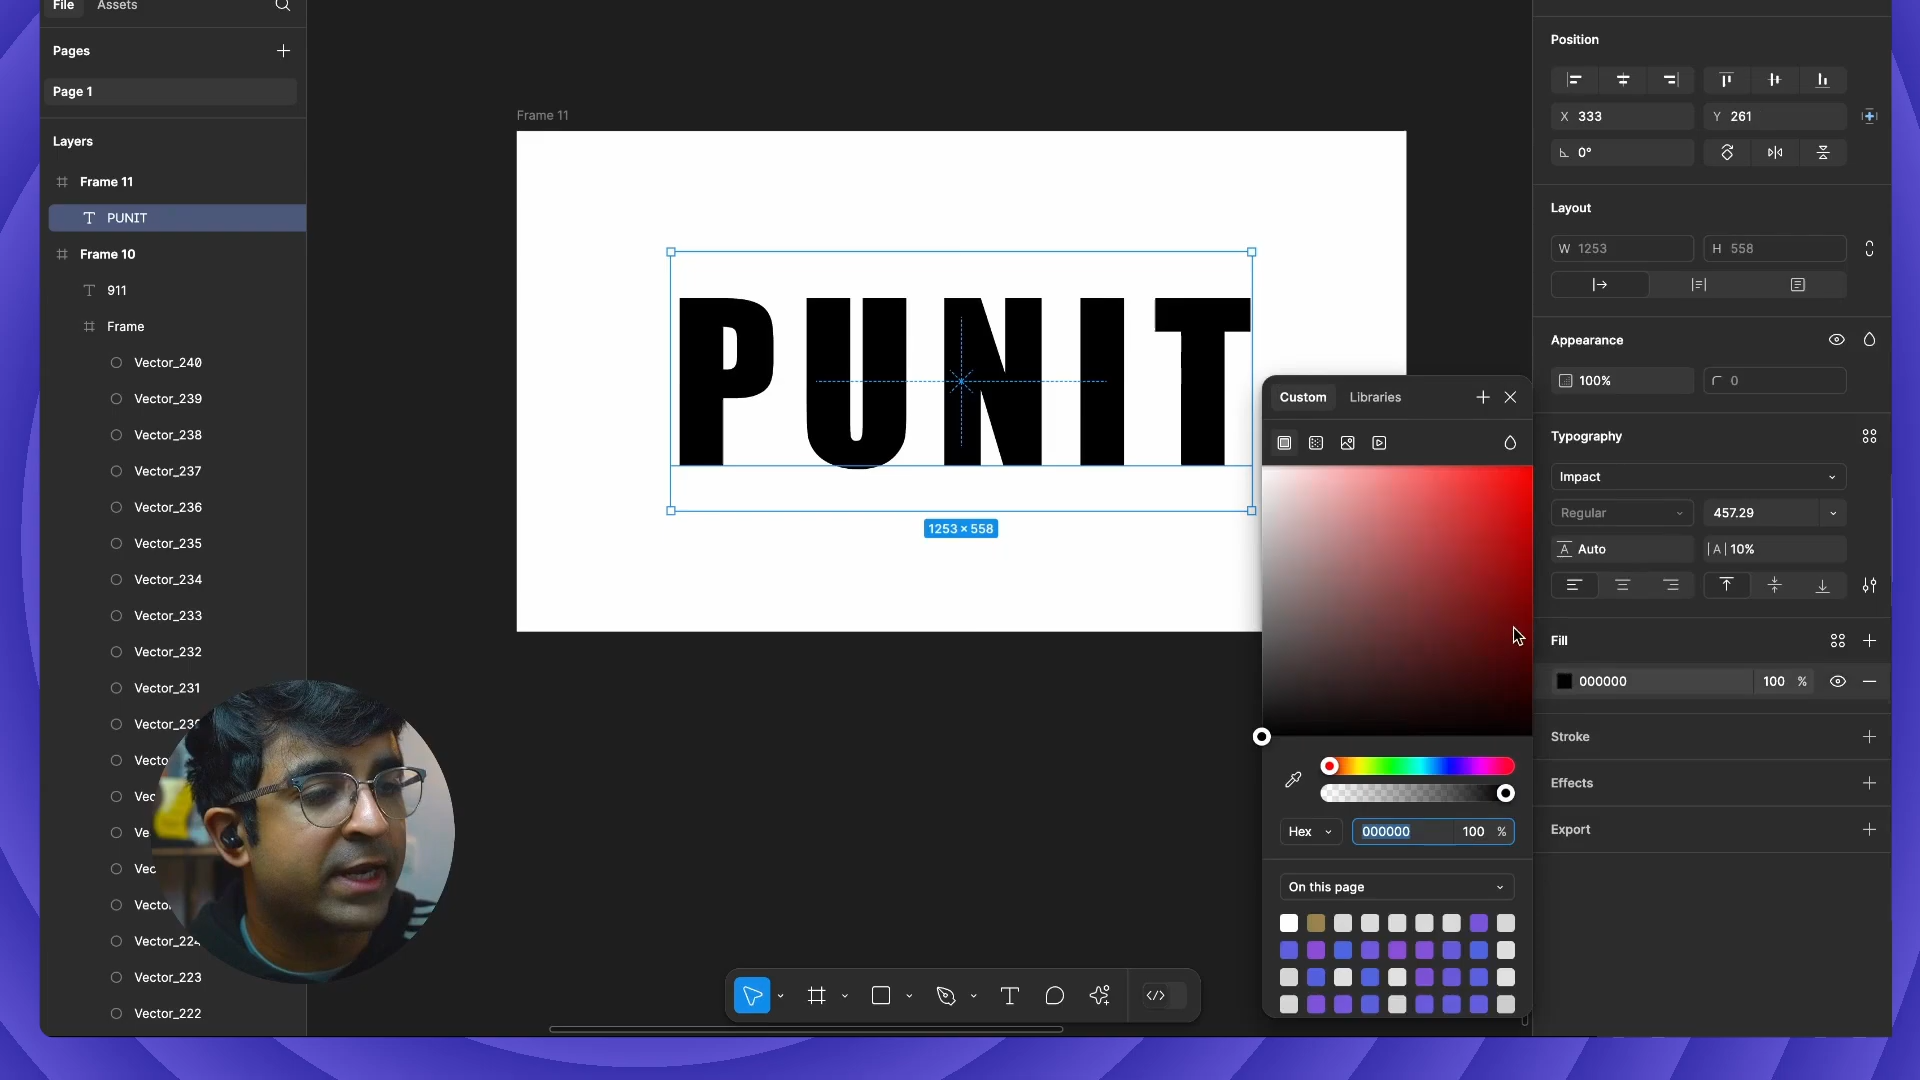 File Assets
Pages
Page 1
Layers
Frame 11
PUNIT
Frame 10
911
Frame
Vector_240
Vector_239
Vector_238
Vector_237
Vector_236
Vector_235
Vector_234
Vector_233
Vector_232
Vector_231
Vector_223
Vector_222
Frame 11
PUNIT
1253 × 558
Custom Libraries
Hex 000000 100 %
On this page
Position
X 333 Y 261
0°
Layout
W 1253 H 558
Appearance
100% 0
Typography
Impact
Regular 457.29
Auto |A| 10%
Fill
000000 100 %
Stroke
Effects
Export